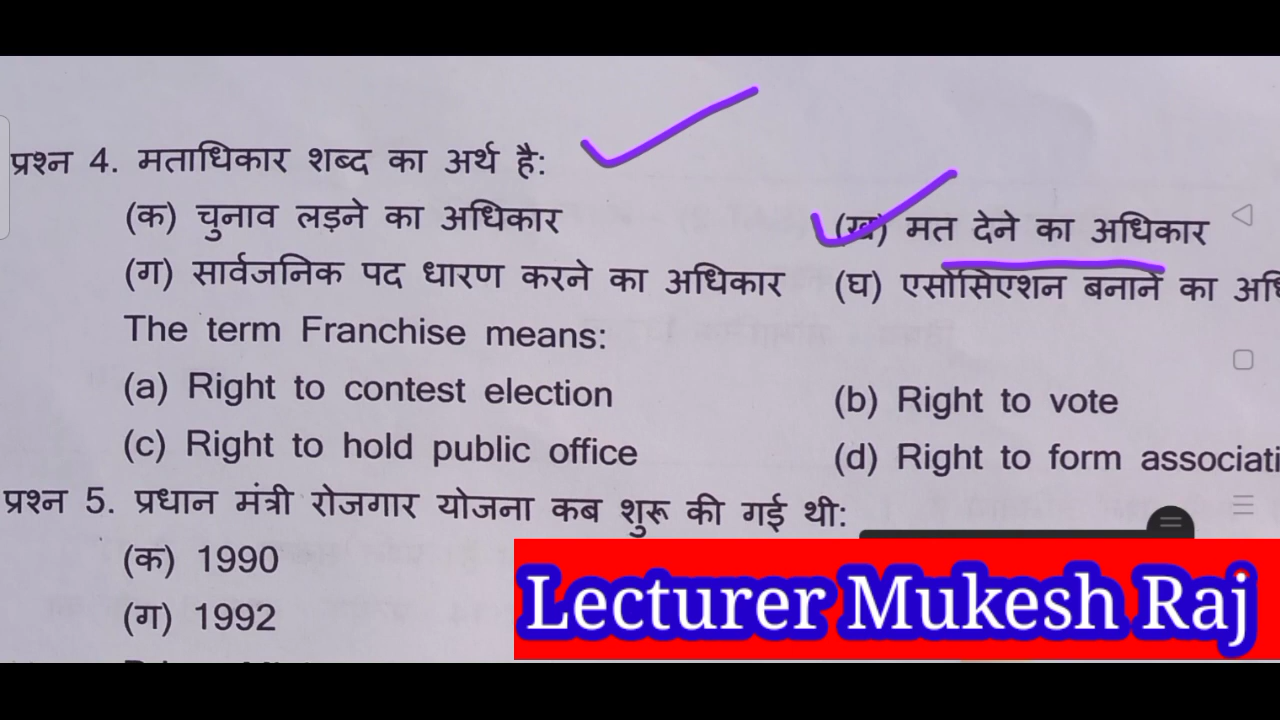 प्रश्न 4. मताधिकार शब्द का अर्थ है:
(क) चुनाव लड़ने का अधिकार (ख) मत देने का अधिकार
(ग) सार्वजनिक पद धारण करने का अधिकार (घ) एसोसिएशन बनाने का
The term Franchise means:
(a) Right to contest election (b) Right to vote
(c) Right to hold public office (d) Right to form
प्रश्न 5. प्रधान मंत्री रोजगार योजना कब शुरू की गई थी:
(क) 1990
(ग) 1992
Lecturer Mukesh Raj